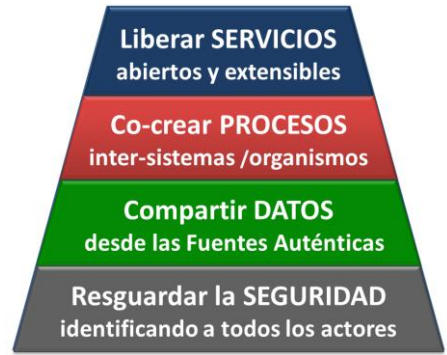 Liberar SERVICIOS
abiertos y extensibles
Co-crear PROCESOS
inter-sistemas /organismos
Compartir DATOS
desde las Fuentes Auténticas
Resguardar la SEGURIDAD
identificando a todos los actores